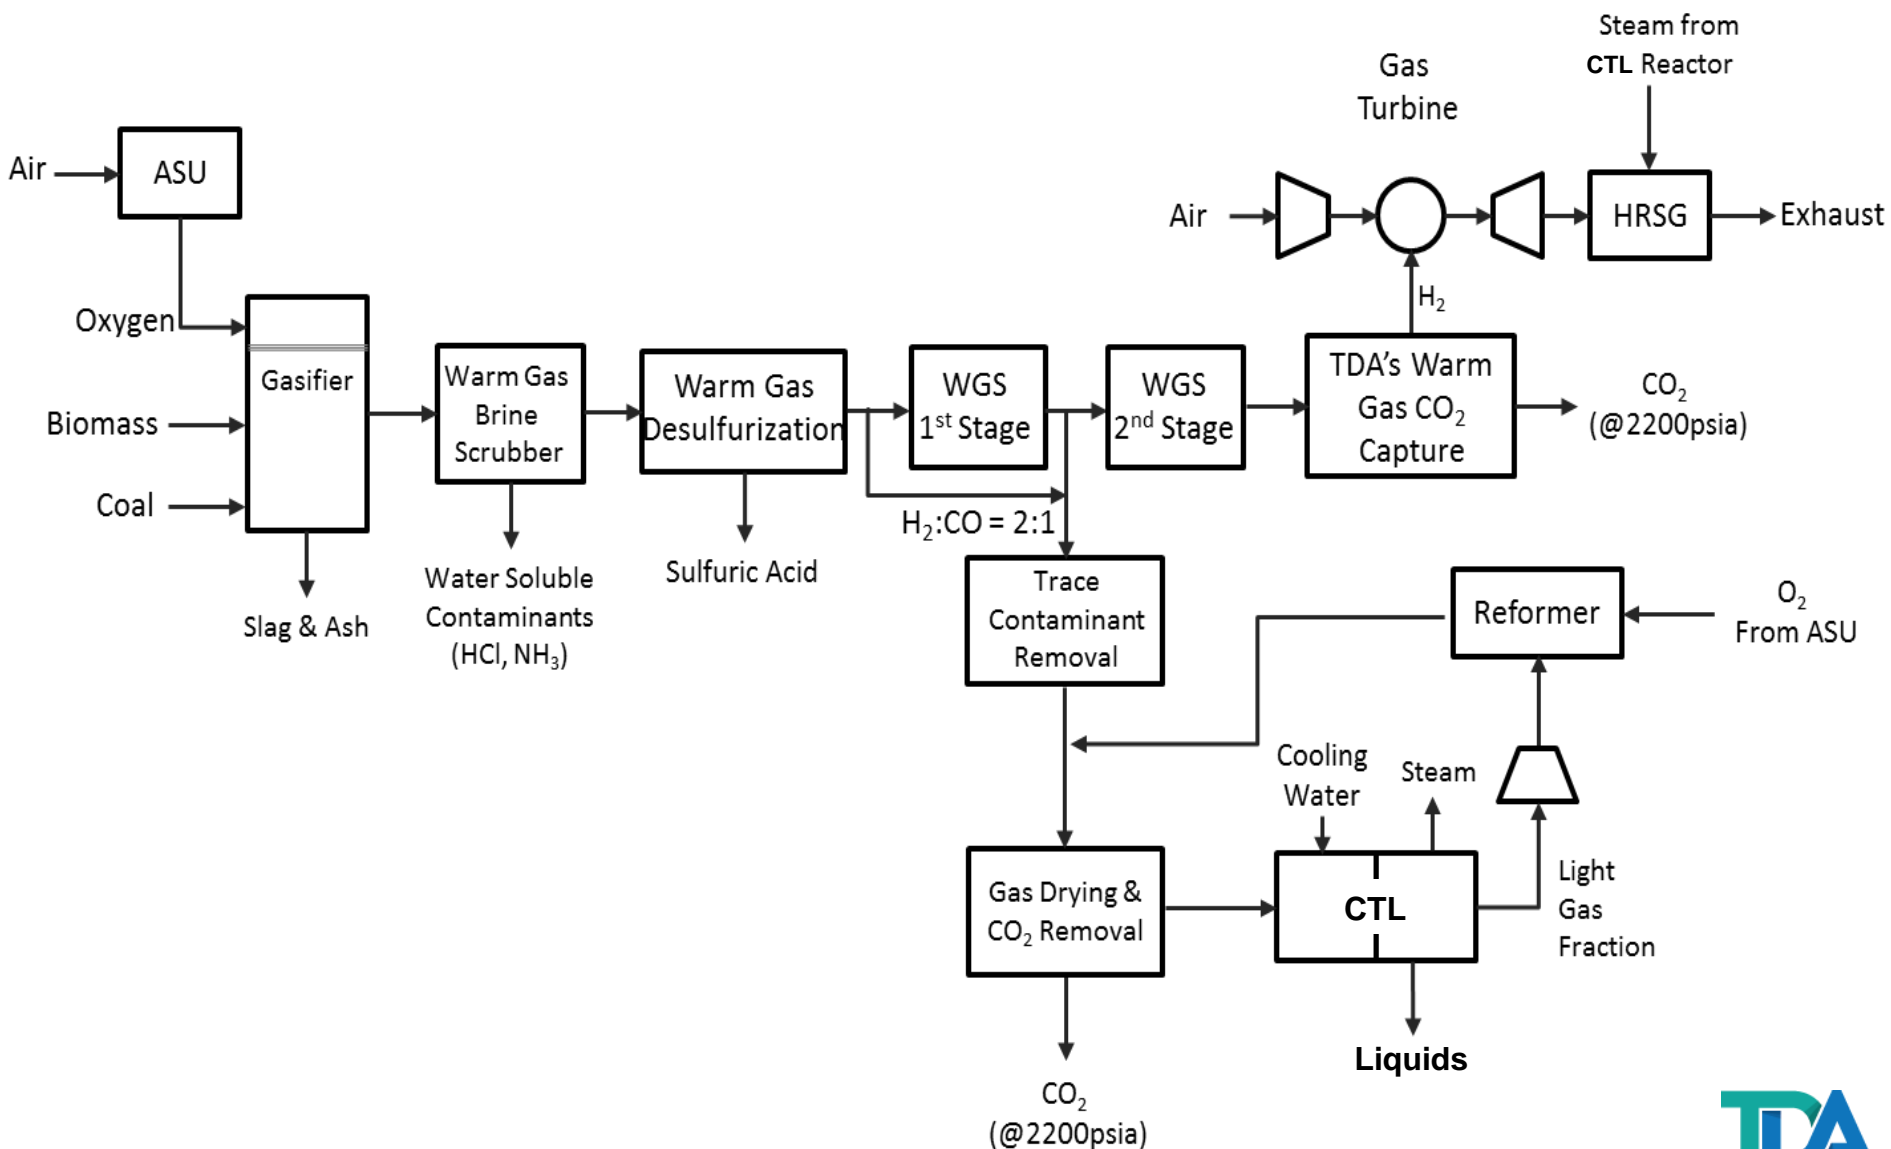 Steam from
CTL Reactor
Gas
Turbine
Air
ASU
Air
HRSG
Exhaust
H₂
Oxygen
Gasifier
Biomass
Coal
Warm Gas
Brine
Scrubber
Warm Gas
Desulfurization
WGS
1st Stage
WGS
2nd Stage
TDA's Warm
Gas CO₂
Capture
CO₂
(@2200psia)
H₂:CO = 2:1
Slag & Ash
Water Soluble
Contaminants
(HCl, NH₃)
Sulfuric Acid
Trace
Contaminant
Removal
Reformer
O₂
From ASU
Cooling
Water
Steam
Light
Gas
Fraction
Gas Drying &
CO₂ Removal
CTL
Liquids
CO₂
(@2200psia)
TDA